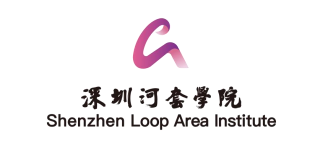 深圳河套學院
Shenzhen Loop Area Institute